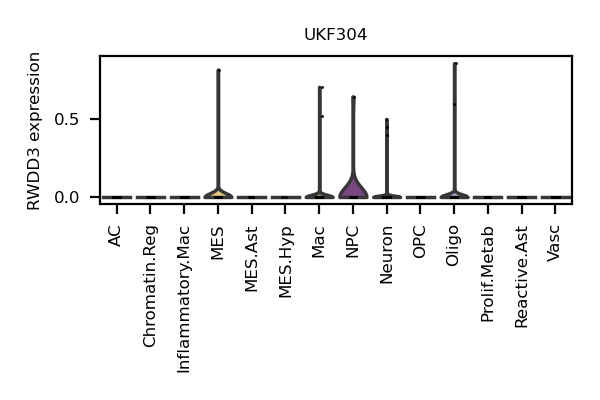 UKF304
RWDD3 expression
0.5
0.0
AC
Chromatin.Reg
Inflammatory.Mac
MES
MES.Ast
MES.Hyp
Mac
NPC
Neuron
OPC
Oligo
Prolif.Metab
Reactive.Ast
Vasc